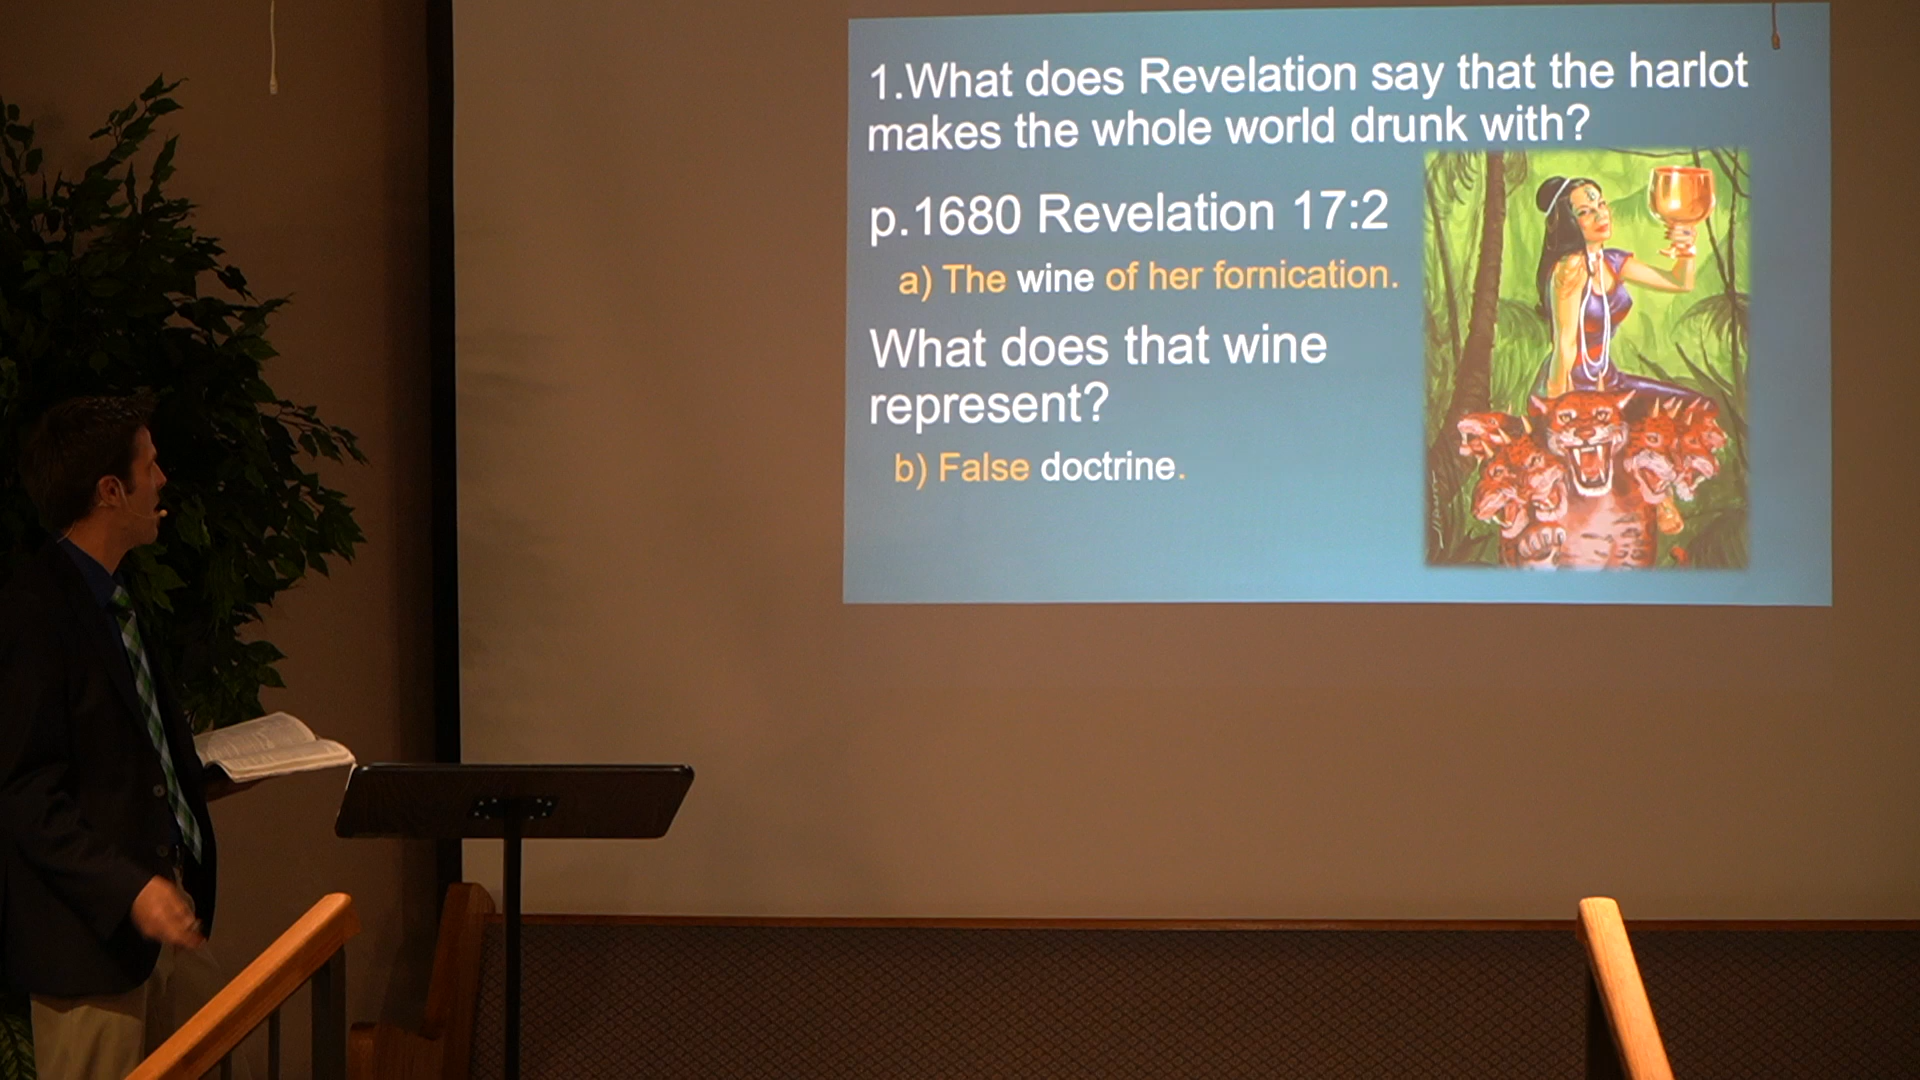 1.What does Revelation say that the harlot
makes the whole world drunk with?
p.1680 Revelation 17:2
a) The wine of her fornication.
What does that wine
represent?
b) False doctrine.